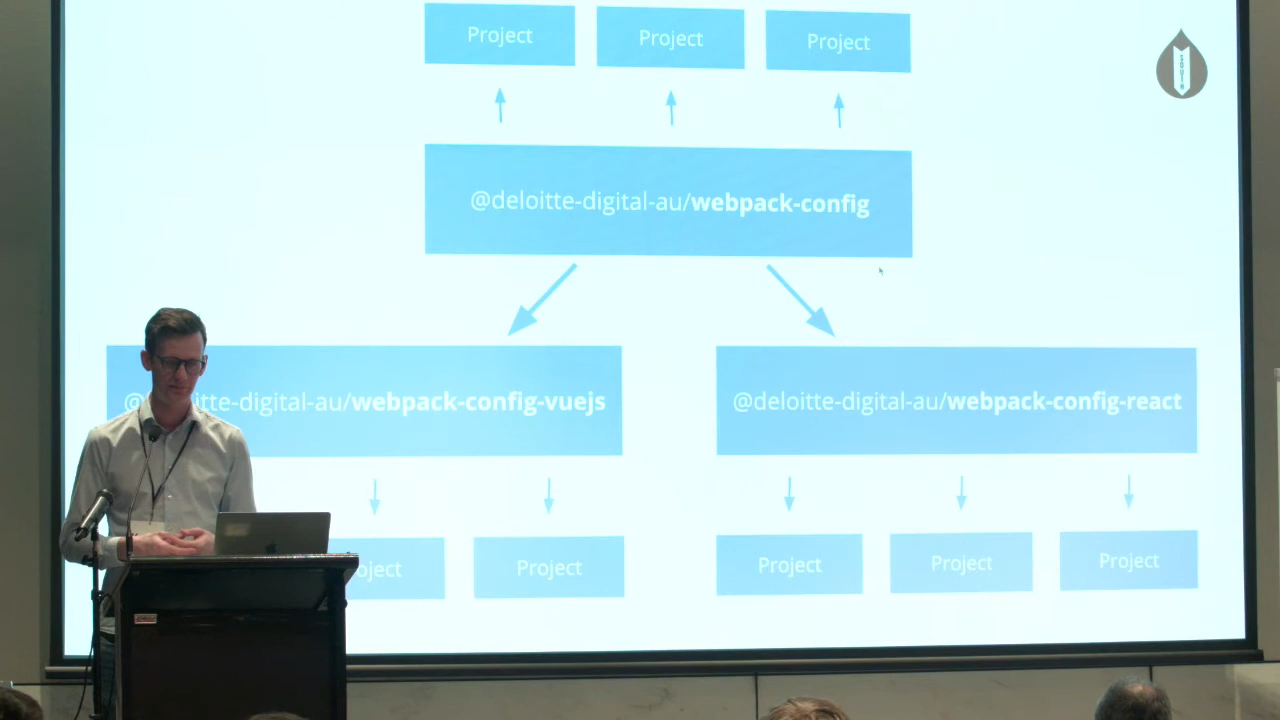 Project
Project
Project
@deloitte-digital-au/webpack-config
@ itte-digital-au/webpack-config-vuejs
@deloitte-digital-au/webpack-config-react
oject
Project
Project
Project
Project